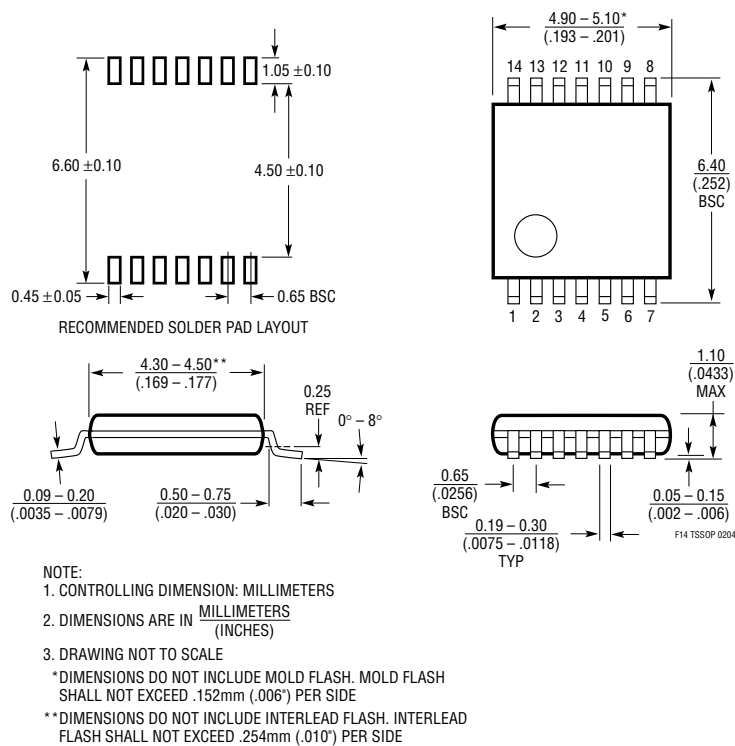 4.90 – 5.10*
(.193 – .201)
14 13 12 11 10 9 8
1.05 ±0.10
6.60 ±0.10
4.50 ±0.10
6.40
(.252)
BSC
0.45 ±0.05
0.65 BSC
1 2 3 4 5 6 7
RECOMMENDED SOLDER PAD LAYOUT
4.30 – 4.50**
(.169 – .177)
0.25
REF
0° – 8°
1.10
(.0433)
MAX
0.09 – 0.20
(.0035 – .0079)
0.50 – 0.75
(.020 – .030)
0.65
(.0256)
BSC
0.19 – 0.30
(.0075 – .0118)
TYP
0.05 – 0.15
(.002 – .006)
F14 TSSOP 0204
NOTE:
1. CONTROLLING DIMENSION: MILLIMETERS
2. DIMENSIONS ARE IN MILLIMETERS
(INCHES)
3. DRAWING NOT TO SCALE
*DIMENSIONS DO NOT INCLUDE MOLD FLASH. MOLD FLASH
SHALL NOT EXCEED .152mm (.006") PER SIDE
**DIMENSIONS DO NOT INCLUDE INTERLEAD FLASH. INTERLEAD
FLASH SHALL NOT EXCEED .254mm (.010") PER SIDE